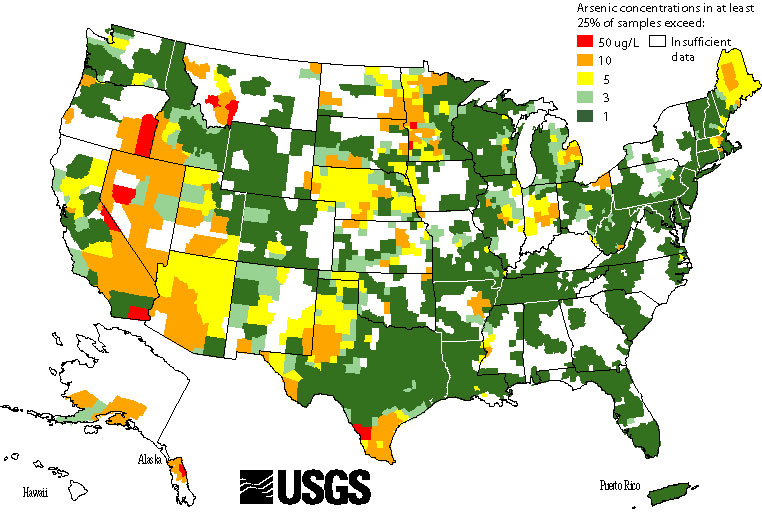 Arsenic concentrations in at least
25% of samples exceed:
50 ug/L
Insufficient
data
10
5
3
1
Alaska
Hawaii
USGS
Puerto Rico